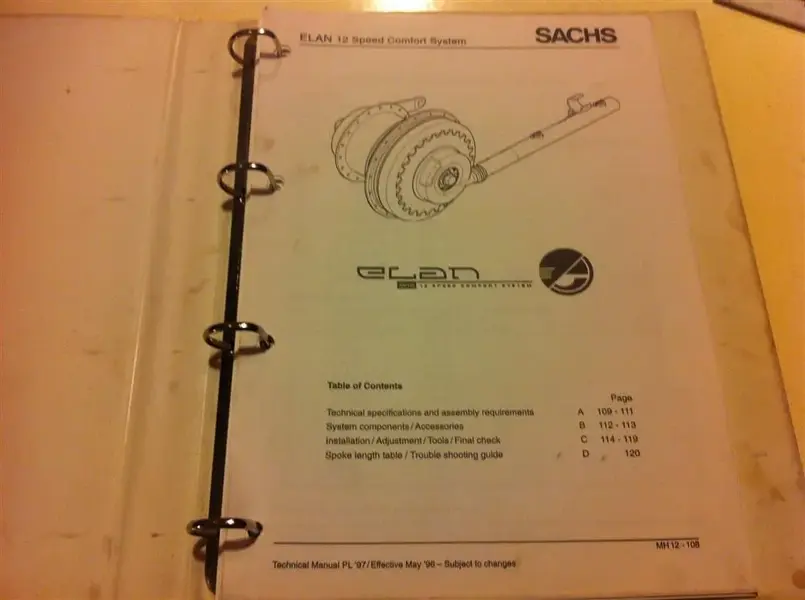 ELAN 12 Speed Comfort System
SACHS
elan
12 SPEED COMFORT SYSTEM
Table of Contents
Page
Technical specifications and assembly requirements A 109 - 111
System components / Accessories B 112 - 113
Installation / Adjustment / Tools / Final check C 114 - 119
Spoke length table / Trouble shooting guide D 120
MH 12 - 108
Technical Manual PL '97 / Effective May '96 – Subject to changes